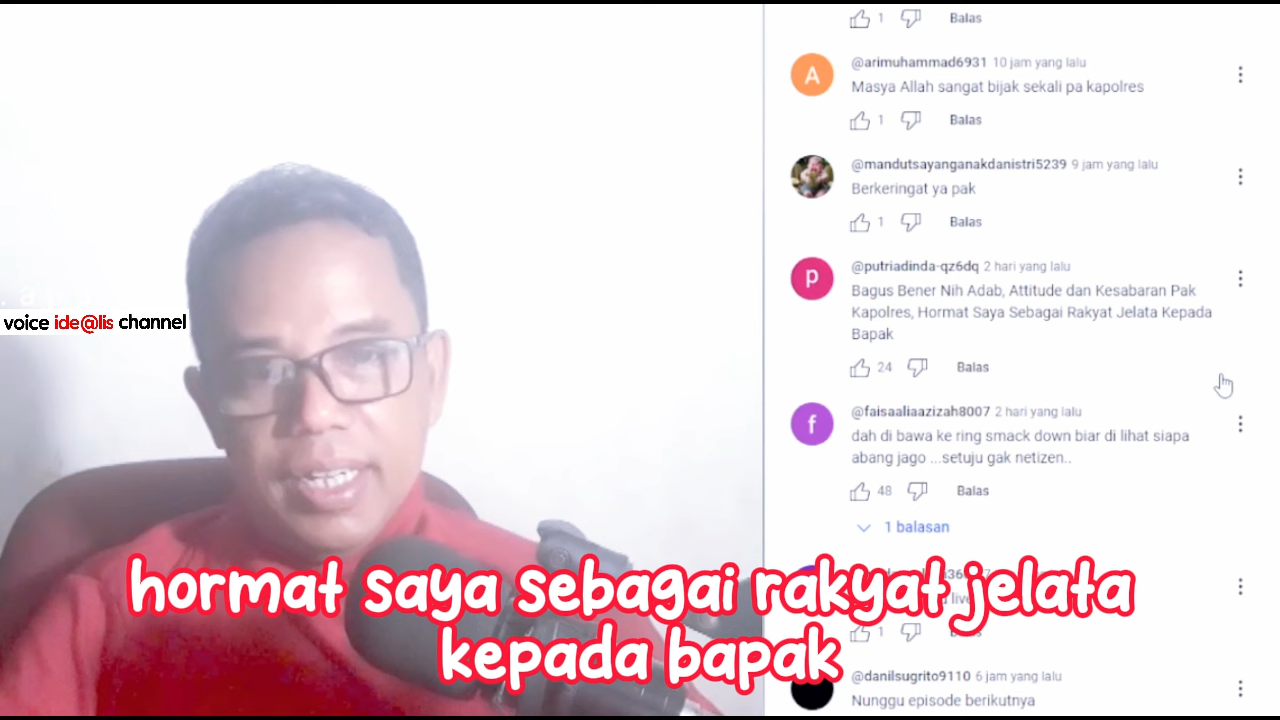 1 Balas
@arimuhammad6931 10 jam yang lalu
Masya Allah sangat bijak sekali pa kapolres
1 Balas
@mandutsayanganakdanistri5239 9 jam yang lalu
Berkeringat ya pak
1 Balas
@putriadinda-qz6dq 2 hari yang lalu
Bagus Bener Nih Adab, Attitude dan Kesabaran Pak
Kapolres, Hormat Saya Sebagai Rakyat Jelata Kepada
Bapak
24 Balas
@faisaaliaazizah8007 2 hari yang lalu
dah di bawa ke ring smack down biar di lihat siapa
abang jago ...setuju gak netizen..
48 Balas
1 balasan
1 Balas
@danilsugrito9110 6 jam yang lalu
Nunggu episode berikutnya
voice ide@lis channel
hormat saya sebagai rakyat jelata
kepada bapak
A
p
f